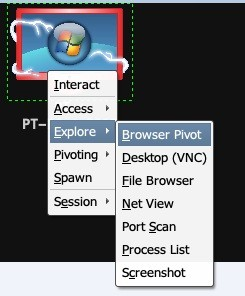 PT-
Interact
Access
Explore
Pivoting
Spawn
Session
Browser Pivot
Desktop (VNC)
File Browser
Net View
Port Scan
Process List
Screenshot